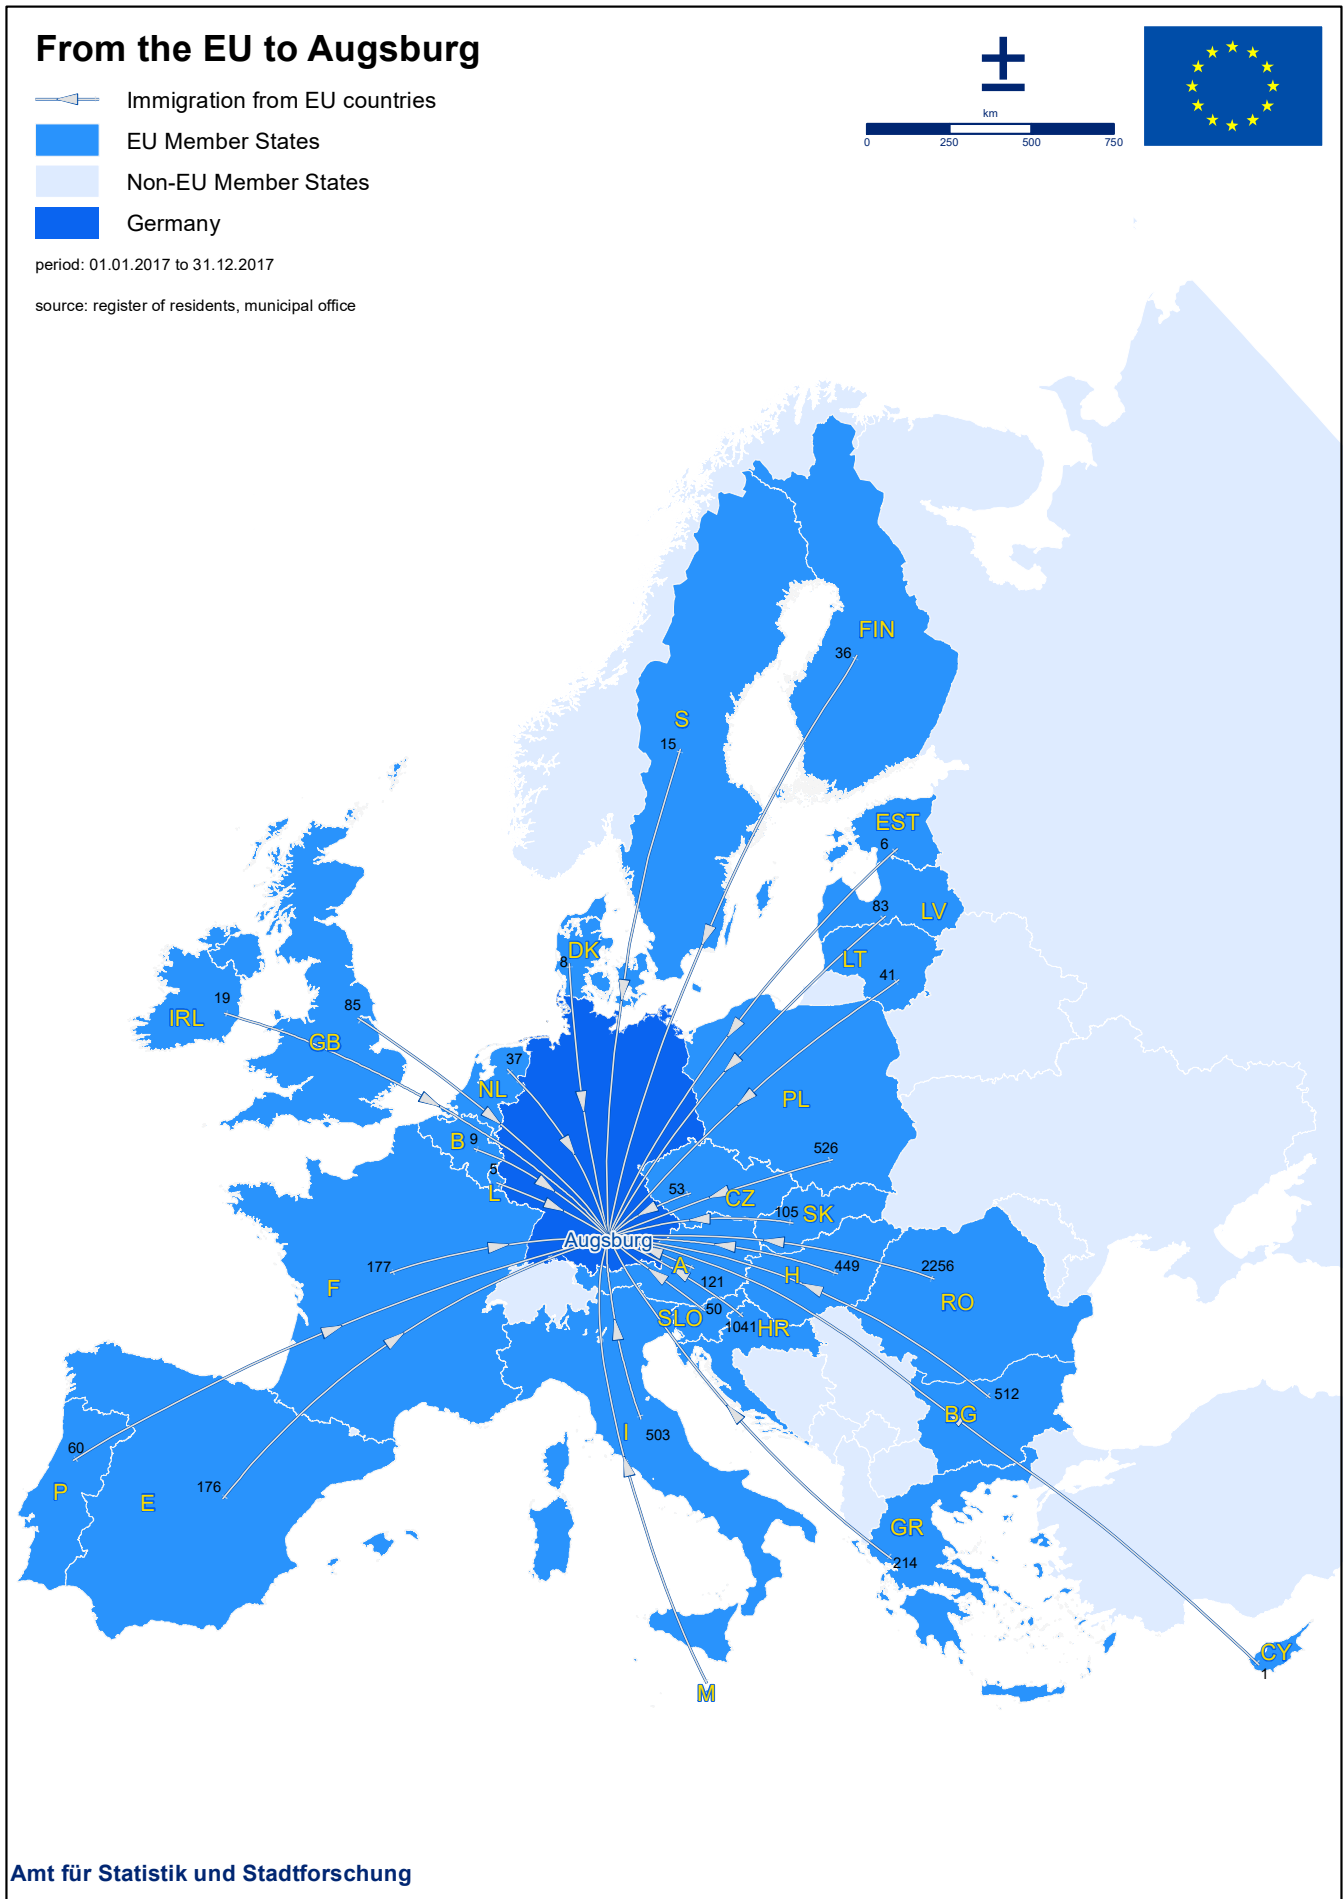 From the EU to Augsburg
Immigration from EU countries
EU Member States
Non-EU Member States
Germany
period: 01.01.2017 to 31.12.2017
source: register of residents, municipal office
km
0 250 500 750
FIN
36
S
15
EST
6
83
LV
DK
8
LT
41
19
IRL
85
GB
37
NL
PL
B 9
526
5
L
53
CZ
105
SK
Augsburg
177
F
A
121
H
449
2256
RO
50
SLO
1041
HR
512
BG
I
503
60
P
176
E
GR
214
CY
1
M
Amt für Statistik und Stadtforschung